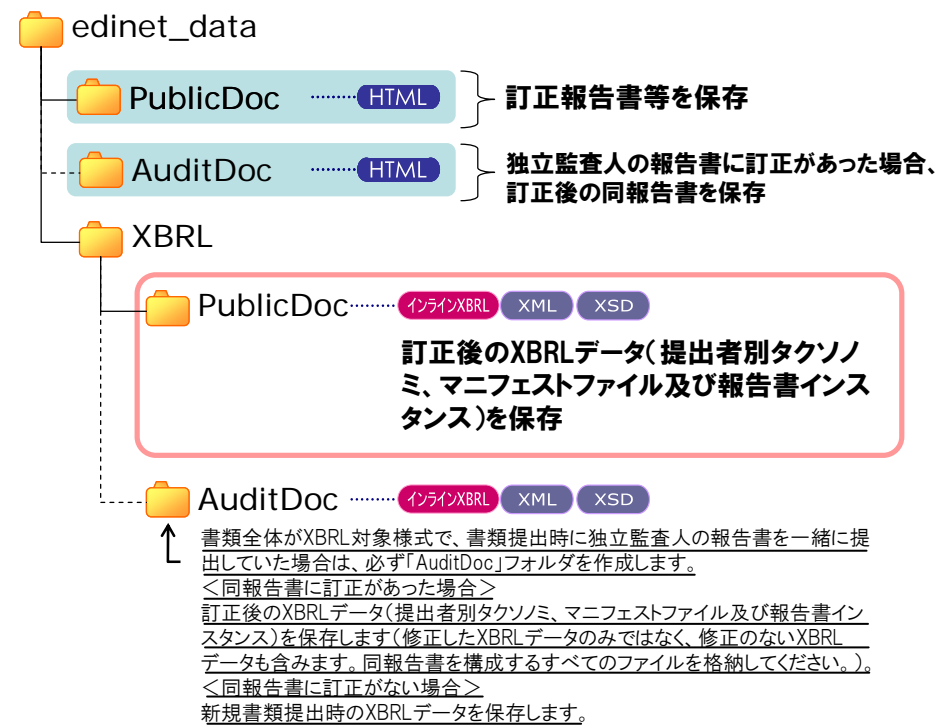 edinet_data
PublicDoc ………HTML
訂正報告書等を保存
AuditDoc ………HTML
独立監査人の報告書に訂正があった場合、
訂正後の同報告書を保存
XBRL
PublicDoc………インラインXBRL XML XSD
訂正後のXBRLデータ(提出者別タクソノ
ミ、マニフェストファイル及び報告書インス
タンス)を保存
AuditDoc ………インラインXBRL XML XSD
書類全体がXBRL対象様式で、書類提出時に独立監査人の報告書を一緒に提
出していた場合は、必ず「AuditDoc」フォルダを作成します。
<同報告書に訂正があった場合>
訂正後のXBRLデータ(提出者別タクソノミ、マニフェストファイル及び報告書イン
スタンス)を保存します(修正したXBRLデータのみではなく、修正のないXBRL
データも含みます。同報告書を構成するすべてのファイルを格納してください。)。
<同報告書に訂正がない場合>
新規書類提出時のXBRLデータを保存します。